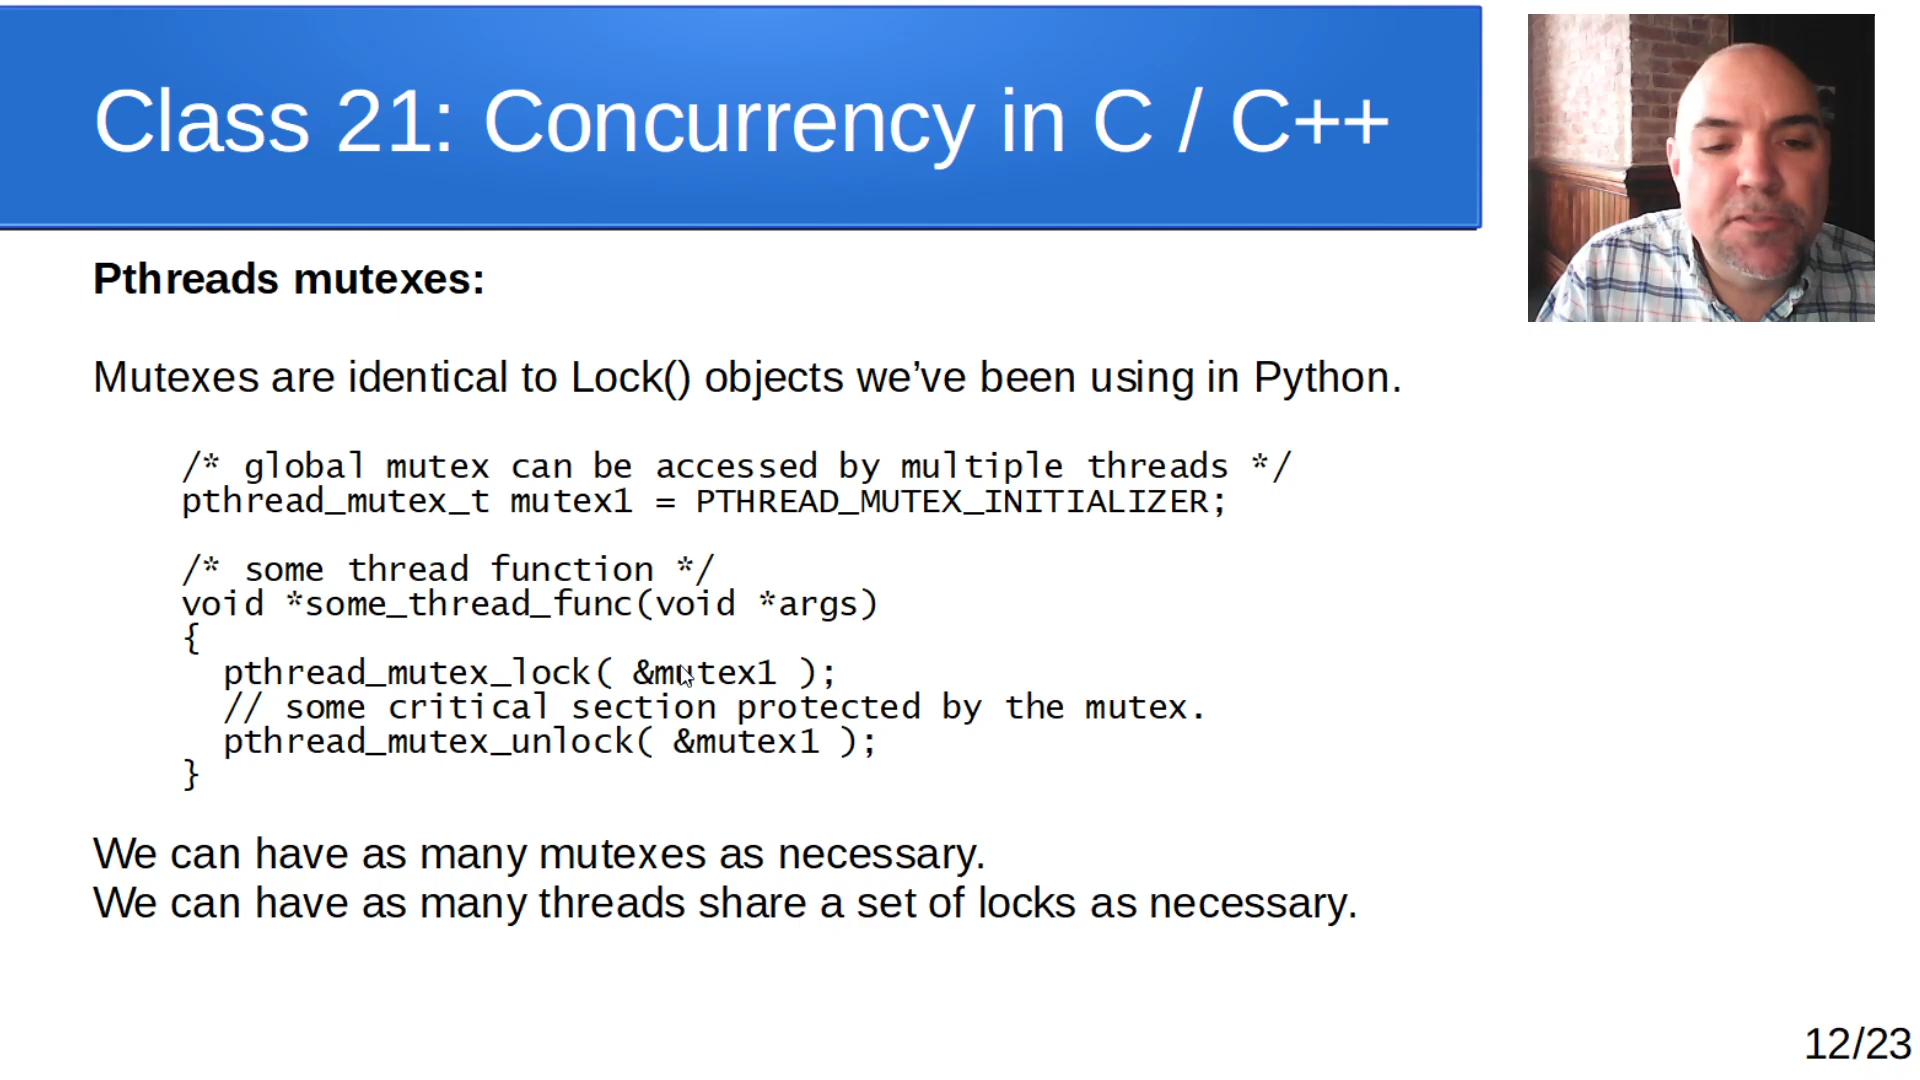 Class 21: Concurrency in C / C++
Pthreads mutexes:
Mutexes are identical to Lock() objects we’ve been using in Python.
/* global mutex can be accessed by multiple threads */
pthread_mutex_t mutex1 = PTHREAD_MUTEX_INITIALIZER;
/* some thread function */
void *some_thread_func(void *args)
{
pthread_mutex_lock( &mutex1 );
// some critical section protected by the mutex.
pthread_mutex_unlock( &mutex1 );
}
We can have as many mutexes as necessary.
We can have as many threads share a set of locks as necessary.
12/23